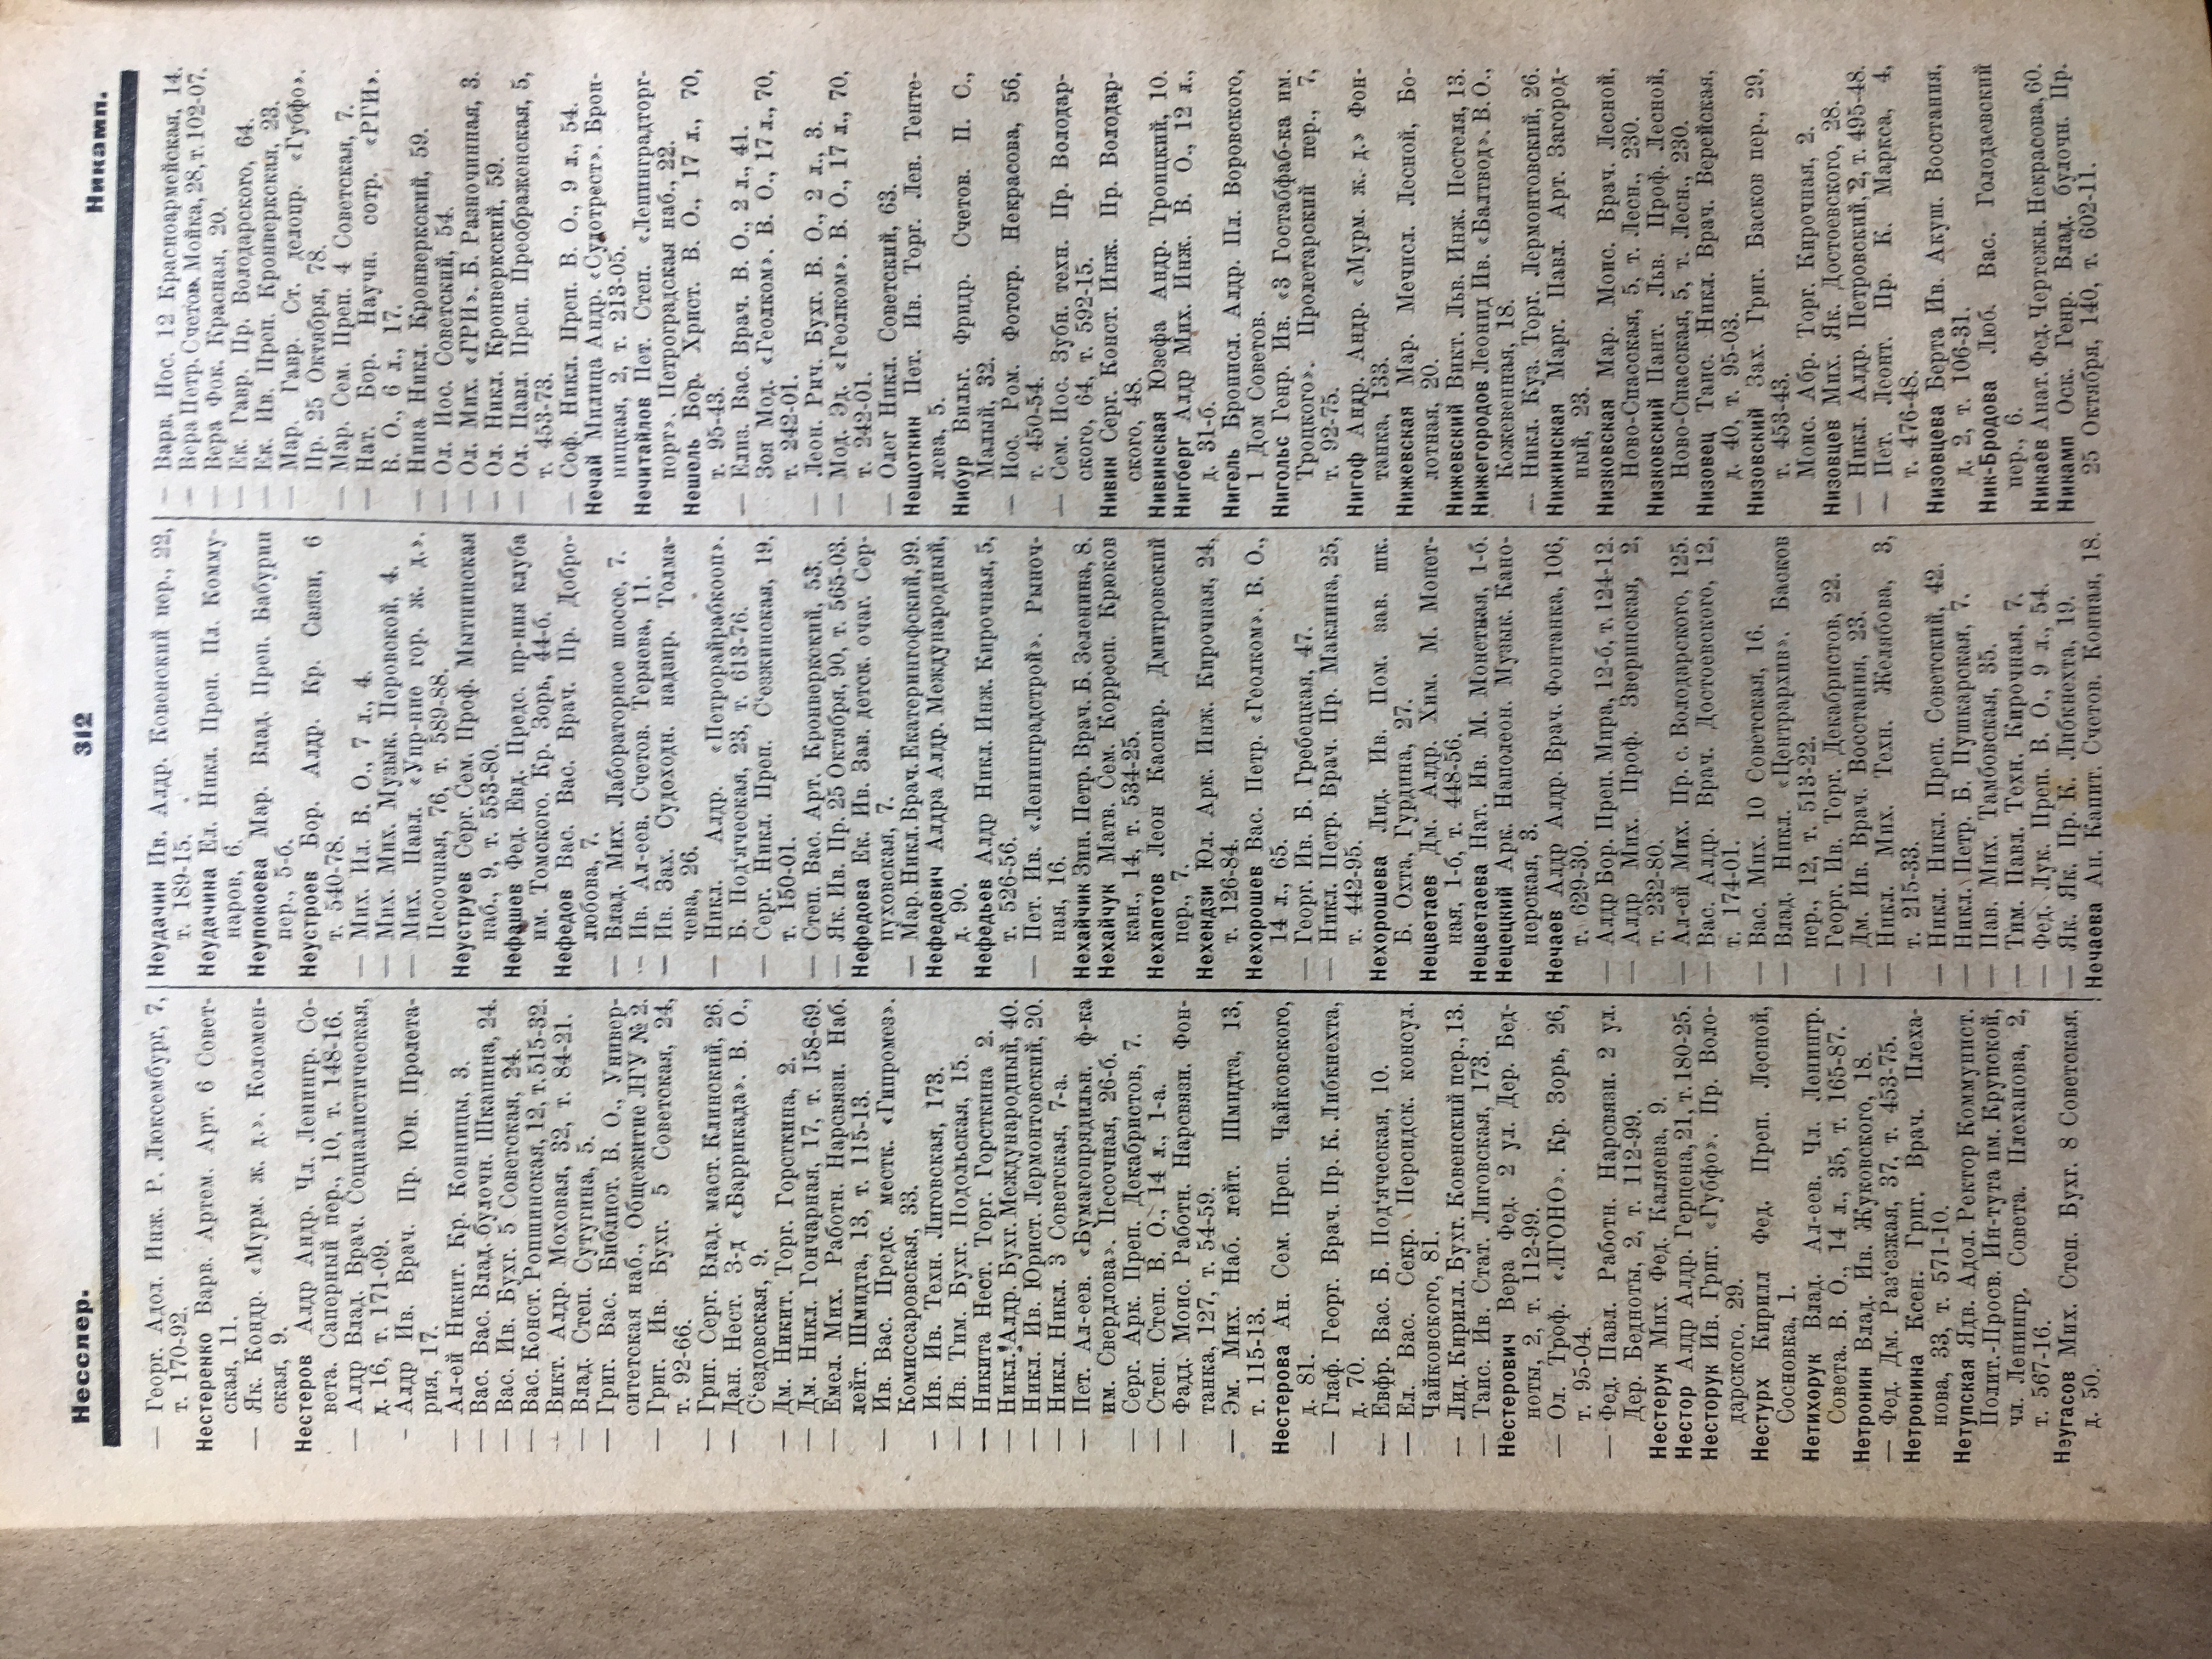 Несслер.
312
Никамп.
— Георг. Адол. Инж. Р. Люксембург, 7,
т. 170-92.
Нестеренко Варв. Артем. Арт. 6 Совет-
ская, 11.
— Як. Кондр. «Мурм. ж. д.». Коломен-
ская, 9.
Нестеров Алдр Андр. Чл. Ленингр. Со-
вета. Саперный пер., 10, т. 148-16.
— Алдр Влад. Врач. Социалистическая,
д. 16, т. 171-09.
– Алдр Ив. Врач. Пр. Юн. Пролета-
рия, 17.
— Ал-ей Никит. Кр. Конницы, 3.
— Вас. Вас. Влад. булочн. Шкапина, 24.
— Вас. Ив. Бухг. 5 Советская, 24.
— Вас. Конст. Ропшинская, 12, т. 515-32.
— Викт. Алдр. Моховая, 32, т. 84-21.
— Влад. Степ. Сутугина, 5.
— Григ. Вас. Библиот. В. О., Универ-
ситетская наб., Общежитие ЛГУ № 2.
— Григ. Ив. Бухг. 5 Советская, 24,
т. 92-66.
— Григ. Серг. Влад. маст. Клинский, 26.
— Дан. Нест. З-д «Баррикада». В. О.,
С‘ездовская, 9.
— Дм. Никит. Торг. Горсткина, 2.
— Дм. Никл. Гончарная, 17, т. 158-69.
— Емел. Мих. Работн. Нарсвязи. Наб.
лейт. Шмидта, 13, т. 115-13.
— Ив. Вас. Предс. местк. «Гипромез».
Комиссаровская, 33.
— Ив. Ив. Техн. Лиговская, 173.
— Ив. Тим. Бухг. Подольская, 15.
— Никита Нест. Торг. Горсткина 2.
— Никл. Алдр. Бухг. Международный, 40.
— Никл. Ив. Юрист. Лермонтовский, 20.
— Никл. Никл. 3 Советская, 7-а.
— Пет. Ал-еев. «Бумагопрядильн. ф-ка
им. Свердлова». Песочная, 26-б.
— Серг. Арк. Преп. Декабристов, 7.
— Степ. Степ. В. О., 14 л., 1-а.
— Фадд. Моис. Работн. Нарсвязи. Фон-
танка, 127, т. 54-59.
— Эм. Мих. Наб. лейт. Шмидта, 13,
т. 115-13.
Нестерова Ан. Сем. Преп. Чайковского,
д. 81.
— Глаф. Георг. Врач. Пр. К. Либкнехта,
д. 70.
— Евфр. Вас. Б. Под‘яческая, 10.
— Ел. Вас. Секр. Персидск. консул.
Чайковского, 81.
— Лид. Кирилл. Бухг. Ковенский пер., 13.
— Таис. Ив. Стат. Лиговская, 173.
Нестерович Вера Фед. 2 ул. Дер. Бед-
ноты, 2, т. 112-99.
— Ол. Троф. «ЛГОНО». Кр. Зорь, 26,
т. 95-04.
— Фед. Павл. Работн. Нарсвязи. 2 ул.
Дер. Бедноты, 2, т. 112-99.
Нестерук Мих. Фед. Каляева, 9.
Нестор Алдр Алдр. Герцена, 21, т. 180-25.
Несторук Ив. Григ. «Губфо». Пр. Воло-
дарского, 29.
Нестурх Кирилл Фед. Преп. Лесной,
Сосновка, 1.
Нетихорук Влад. Ал-еев. Чл. Ленингр.
Совета. В. О., 14 л., 35, т. 165-87.
Нетронин Влад. Ив. Жуковского, 18.
— Фед. Дм. Раз‘езжая, 37, т. 453-75.
Нетронина Ксен. Григ. Врач. Плеха-
нова, 33, т. 571-10.
Нетупская Ядв. Адол. Ректор Коммунист.
Полит.-Просв. Ин-тута им. Крупской,
чл. Ленингр. Совета. Плеханова, 2,
т. 567-16.
Неугасов Мих. Степ. Бухг. 8 Советская,
д. 50.
Неудачин Ив. Алдр. Ковенский пер., 22,
т. 189-15.
Неудачина Ел. Никл. Преп. Пл. Комму-
наров, 6.
Неупокоева Мар. Влад. Преп. Бабурин
пер., 5-б.
Неустроев Бор. Алдр. Кр. Связи, 6
т. 540-78.
— Мих. Ил. В. О., 7 л., 4.
— Мих. Мих. Музык. Перовской, 4.
— Мих. Павл. «Упр-ние гор. ж. д.».
Песочная, 76, т. 589-88.
Неуструев Серг. Сем. Проф. Мытнинская
наб., 9, т. 553-80.
Нефашев Фед. Евд. Предс. пр-ния клуба
им. Томского. Кр. Зорь, 44-б.
Нефедов Вас. Вас. Врач. Пр. Добро-
любова, 7.
— Влад. Мих. Лабораторное шоссе, 7.
— Ив. Ал-еев. Счетов. Теряева, 11.
— Ив. Зах. Судоходн. надзир. Толма-
чева, 26.
— Никл. Алдр. «Петрорайрабкооп».
Б. Под‘яческая, 23, т. 613-76.
— Серг. Никл. Преп. С‘езжинская, 19,
т. 150-01.
— Степ. Вас. Арт. Кронверкский, 53.
— Як. Ив. Пр. 25 Октября, 90, т. 565-03.
Нефедова Ек. Ив. Зав. детск. очаг. Сер-
пуховская, 7.
— Мар. Никл. Врач. Екатерингофский, 99.
Нефедович Алдра Алдр. Международный,
д. 90.
Нефедьев Алдр Никл. Инж. Кирочная, 5,
т. 526-56.
— Пет. Ив. «Ленинградстрой». Рыноч-
ная, 16.
Нехайчик Зин. Петр. Врач. Б. Зеленина, 8.
Нехайчук Матв. Сем. Корресп. Крюков
кан., 14, т. 534-25.
Нехапетов Леон Каспар. Дмитровский
пер., 7.
Нехендзи Юл. Арк. Инж. Кирочная, 24,
т. 126-84.
Нехорошев Вас. Петр. «Геолком». В. О.,
14 л., 65.
— Георг. Ив. Б. Гребецкая, 47.
— Никл. Петр. Врач. Пр. Маклина, 25,
т. 442-95.
Нехорошева Лид. Ив. Пом. зав. шк.
Б. Охта, Гурдина, 27.
Нецветаев Дм. Алдр. Хим. М. Монет-
ная, 1-б, т. 448-56.
Нецветаева Нат. Ив. М. Монетная, 1-б.
Нецецкий Арк. Наполеон. Музык. Кано-
нерская, 3.
Нечаев Алдр Алдр. Врач. Фонтанка, 106,
т. 629-30.
— Алдр Бор. Преп. Мира, 12-б, т. 124-12.
— Алдр Мих. Проф. Зверинская, 2,
т. 232-80.
— Ал-ей Мих. Пр. с. Володарского, 125.
— Вас. Алдр. Врач. Достоевского, 12,
т. 174-01.
— Вас. Мих. 10 Советская, 16.
— Влад. Никл. «Центрархив». Басков
пер., 12, т. 513-22.
— Георг. Ив. Торг. Декабристов, 22.
— Дм. Ив. Врач. Восстания, 23.
— Никл. Мих. Техн. Желябова, 3,
т. 215-33.
— Никл. Никл. Преп. Советский, 42.
— Никл. Петр. Б. Пушкарская, 7.
— Пав. Мих. Тамбовская, 35.
— Тим. Павл. Техн. Кирочная, 7.
— Фед. Лук. Преп. В. О., 9 л., 54.
— Як. Як. Пр. К. Либкнехта, 19.
Нечаева Ан. Капит. Счетов. Конная, 18.
— Варв. Иос. 12 Красноармейская, 14.
— Вера Петр. Счетов. Мойка, 28, т. 102-07.
— Вера Фок. Красная, 20.
— Ек. Гавр. Пр. Володарского, 64.
— Ек. Ив. Преп. Кронверкская, 23.
— Мар. Гавр. Ст. делопр. «Губфо».
Пр. 25 Октября, 78.
— Мар. Сем. Преп. 4 Советская, 7.
— Нат. Бор. Научн. сотр. «РГИ».
В. О., 6 л., 17.
— Нина Никл. Кронверкский, 59.
— Ол. Иос. Советский, 54.
— Ол. Мих. «ГРИ». Б. Разночинная, 3.
— Ол. Никл. Кронверкский, 59.
— Ол. Павл. Преп. Преображенская, 5,
т. 453-73.
— Соф. Никл. Преп. В. О., 9 л., 54.
Нечай Милица Андр. «Судотрест». Брон-
ницкая, 2, т. 213-05.
Нечитайлов Пет. Степ. «Ленинградторг-
порт». Петроградская наб., 22.
Нешель Бор. Христ. В. О., 17 л., 70,
т. 95-43.
— Елиз. Вас. Врач. В. О., 2 л., 41.
Зоя Мод. «Геолком». В. О., 17 л., 70,
т. 242-01.
— Леон. Рич. Бухг. В. О., 2 л., 3.
— Мод. Эд. «Геолком». В. О., 17 л., 70,
т. 242-01.
— Олег Никл. Советский, 63.
Нещоткин Пет. Ив. Торг. Лев. Тенте-
лева, 5.
Нибур Вильг. Фридр. Счетов. П. С.,
Малый, 32.
— Иос. Ром. Фотогр. Некрасова, 56,
т. 450-54.
— Сем. Иос. Зубн. техн. Пр. Володар-
ского, 64, т. 592-15.
Нивин Серг. Конст. Инж. Пр. Володар-
ского, 48.
Нивинская Юзефа Андр. Троицкий, 10.
Нигберг Алдр Мих. Инж. В. О., 12 л.,
д. 31-б.
Нигель Бронисл. Алдр. Пл. Воровского,
1 Дом Советов.
Нигольс Генр. Ив. «3 Гостабфаб-ка им.
Троцкого». Пролетарский пер., 7,
т. 92-75.
Нигоф Андр. Андр. «Мурм. ж. д.» Фон-
танка, 133.
Нижевская Мар. Мечисл. Лесной, Бо-
лотная, 20.
Нижевский Викт. Льв. Инж. Пестеля, 13.
Нижегородов Леонид Ив. «Балтвод». В. О.,
Кожевенная, 18.
— Никл. Куз. Торг. Лермонтовский, 26.
Нижинская Марг. Павл. Арт. Загород-
ный, 23.
Низковская Мар. Моис. Врач. Лесной,
Ново-Спасская, 5, т. Лесн., 230.
Низковский Пант. Льв. Проф. Лесной,
Ново-Спасская, 5, т. Лесн., 230.
Низовец Таис. Никл. Врач. Верейская,
д. 40, т. 95-03.
Низовский Зах. Григ. Басков пер., 29,
т. 453-43.
Моис. Абр. Торг. Кирочная, 2.
Низовцев Мих. Як. Достоевского, 28.
— Никл. Алдр. Петровский, 2, т. 495-48.
— Пет. Леонт. Пр. К. Маркса, 4,
т. 476-48.
Низовцева Берта Ив. Акуш. Восстания,
д. 2, т. 106-31.
Ник-Бродова Люб. Вас. Голодаевский
пер., 6.
Никаев Анат. Фед. Чертежн. Некрасова, 60.
Никамп Оск. Генр. Влад. булочн. Пр.
25 Октября, 140, т. 602-11.